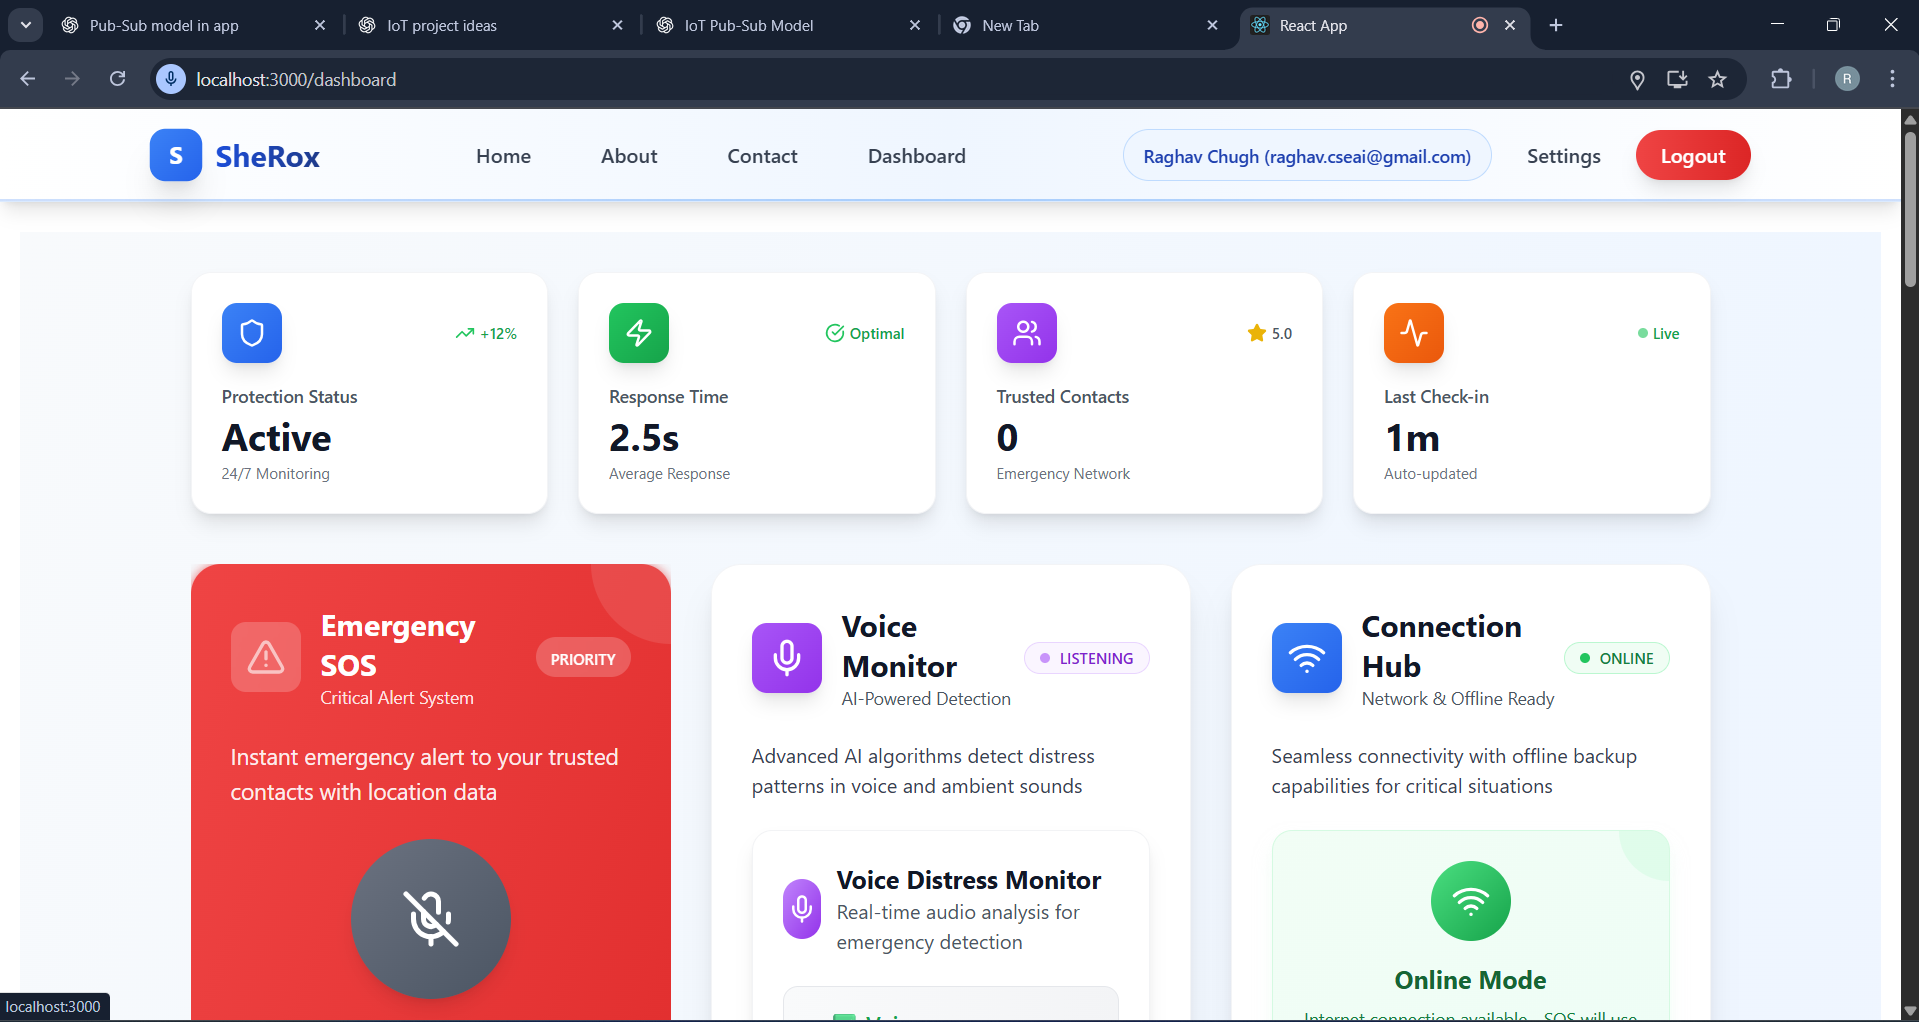 Pub-Sub model in app
IoT project ideas
IoT Pub-Sub Model
New Tab
React App
localhost:3000/dashboard
R
S
SheRox
Home
About
Contact
Dashboard
Raghav Chugh (raghav.cseai@gmail.com)
Settings
Logout
+12%
Protection Status
Active
24/7 Monitoring
Optimal
Response Time
2.5s
Average Response
5.0
Trusted Contacts
0
Emergency Network
Live
Last Check-in
1m
Auto-updated
Emergency
SOS
Critical Alert System
PRIORITY
Instant emergency alert to your trusted
contacts with location data
Voice
Monitor
AI-Powered Detection
LISTENING
Advanced AI algorithms detect distress
patterns in voice and ambient sounds
Voice Distress Monitor
Real-time audio analysis for
emergency detection
Connection
Hub
Network & Offline Ready
ONLINE
Seamless connectivity with offline backup
capabilities for critical situations
Online Mode
Internet connection available - SOS will use
localhost:3000